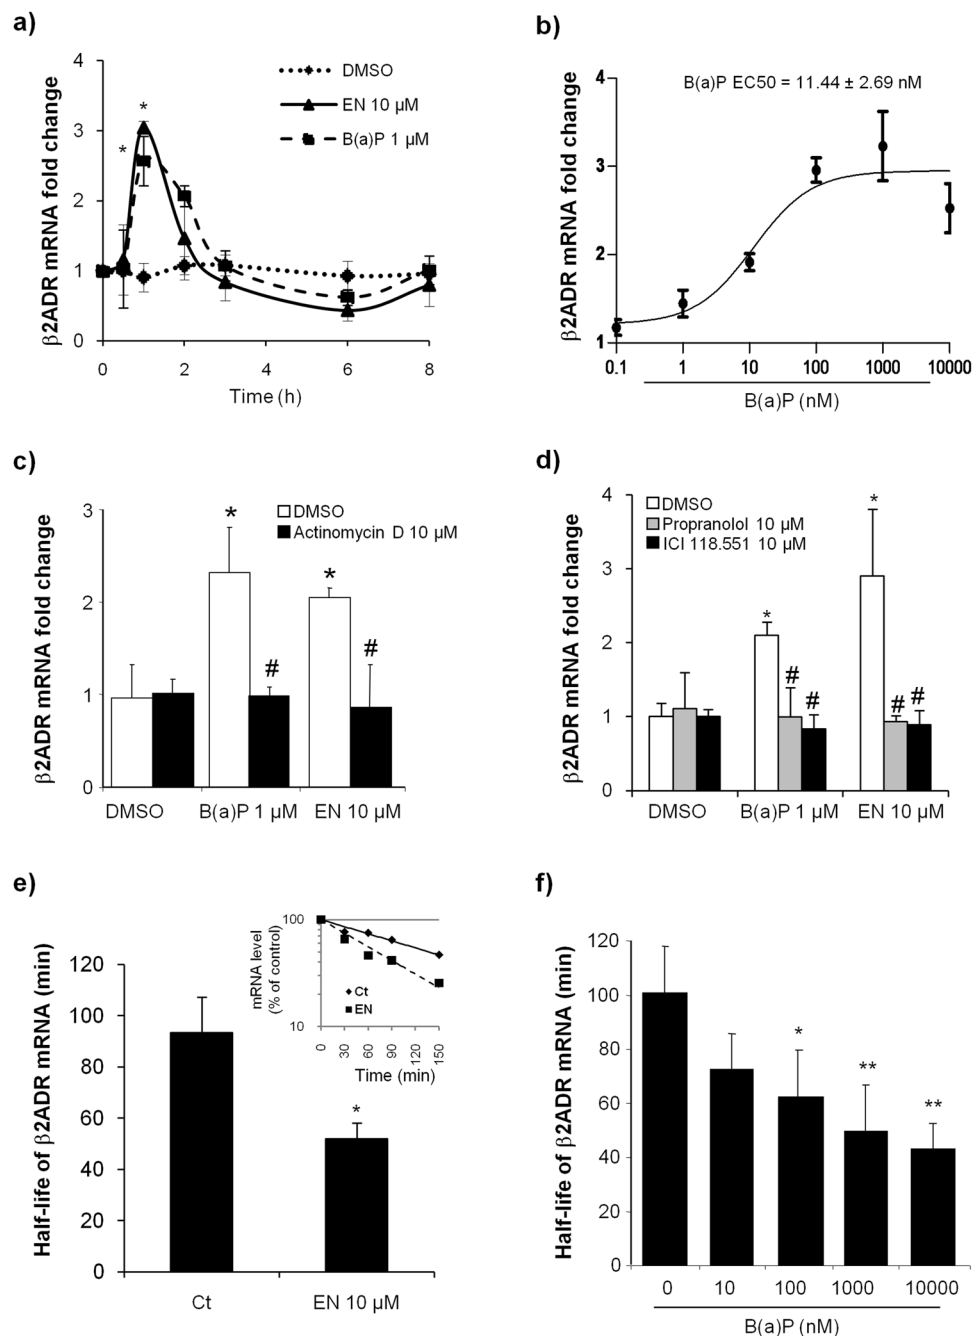 a)
β2ADR mRNA fold change
4
3
2
1
0
0 2 4 6 8
Time (h)
DMSO
EN 10 µM
B(a)P 1 µM
*
*
b)
β2ADR mRNA fold change
4
3
2
1
0.1 1 10 100 1000 10000
B(a)P (nM)
B(a)P EC50 = 11.44 ± 2.69 nM
c)
β2ADR mRNA fold change
3
2
1
0
DMSO
Actinomycin D 10 µM
*
#
*
#
DMSO B(a)P 1 µM EN 10 µM
d)
β2ADR mRNA fold change
4
3
2
1
0
DMSO
Propranolol 10 µM
ICI 118.551 10 µM
*
# #
*
# #
DMSO B(a)P 1 µM EN 10 µM
e)
Half-life of β2ADR mRNA (min)
120
100
80
60
40
20
0
*
Ct EN 10 µM
mRNA level
(% of control)
100
10
Ct
EN
0 30 60 90 120 150
Time (min)
f)
Half-life of β2ADR mRNA (min)
120
100
80
60
40
20
0
*
**
**
0 10 100 1000 10000
B(a)P (nM)